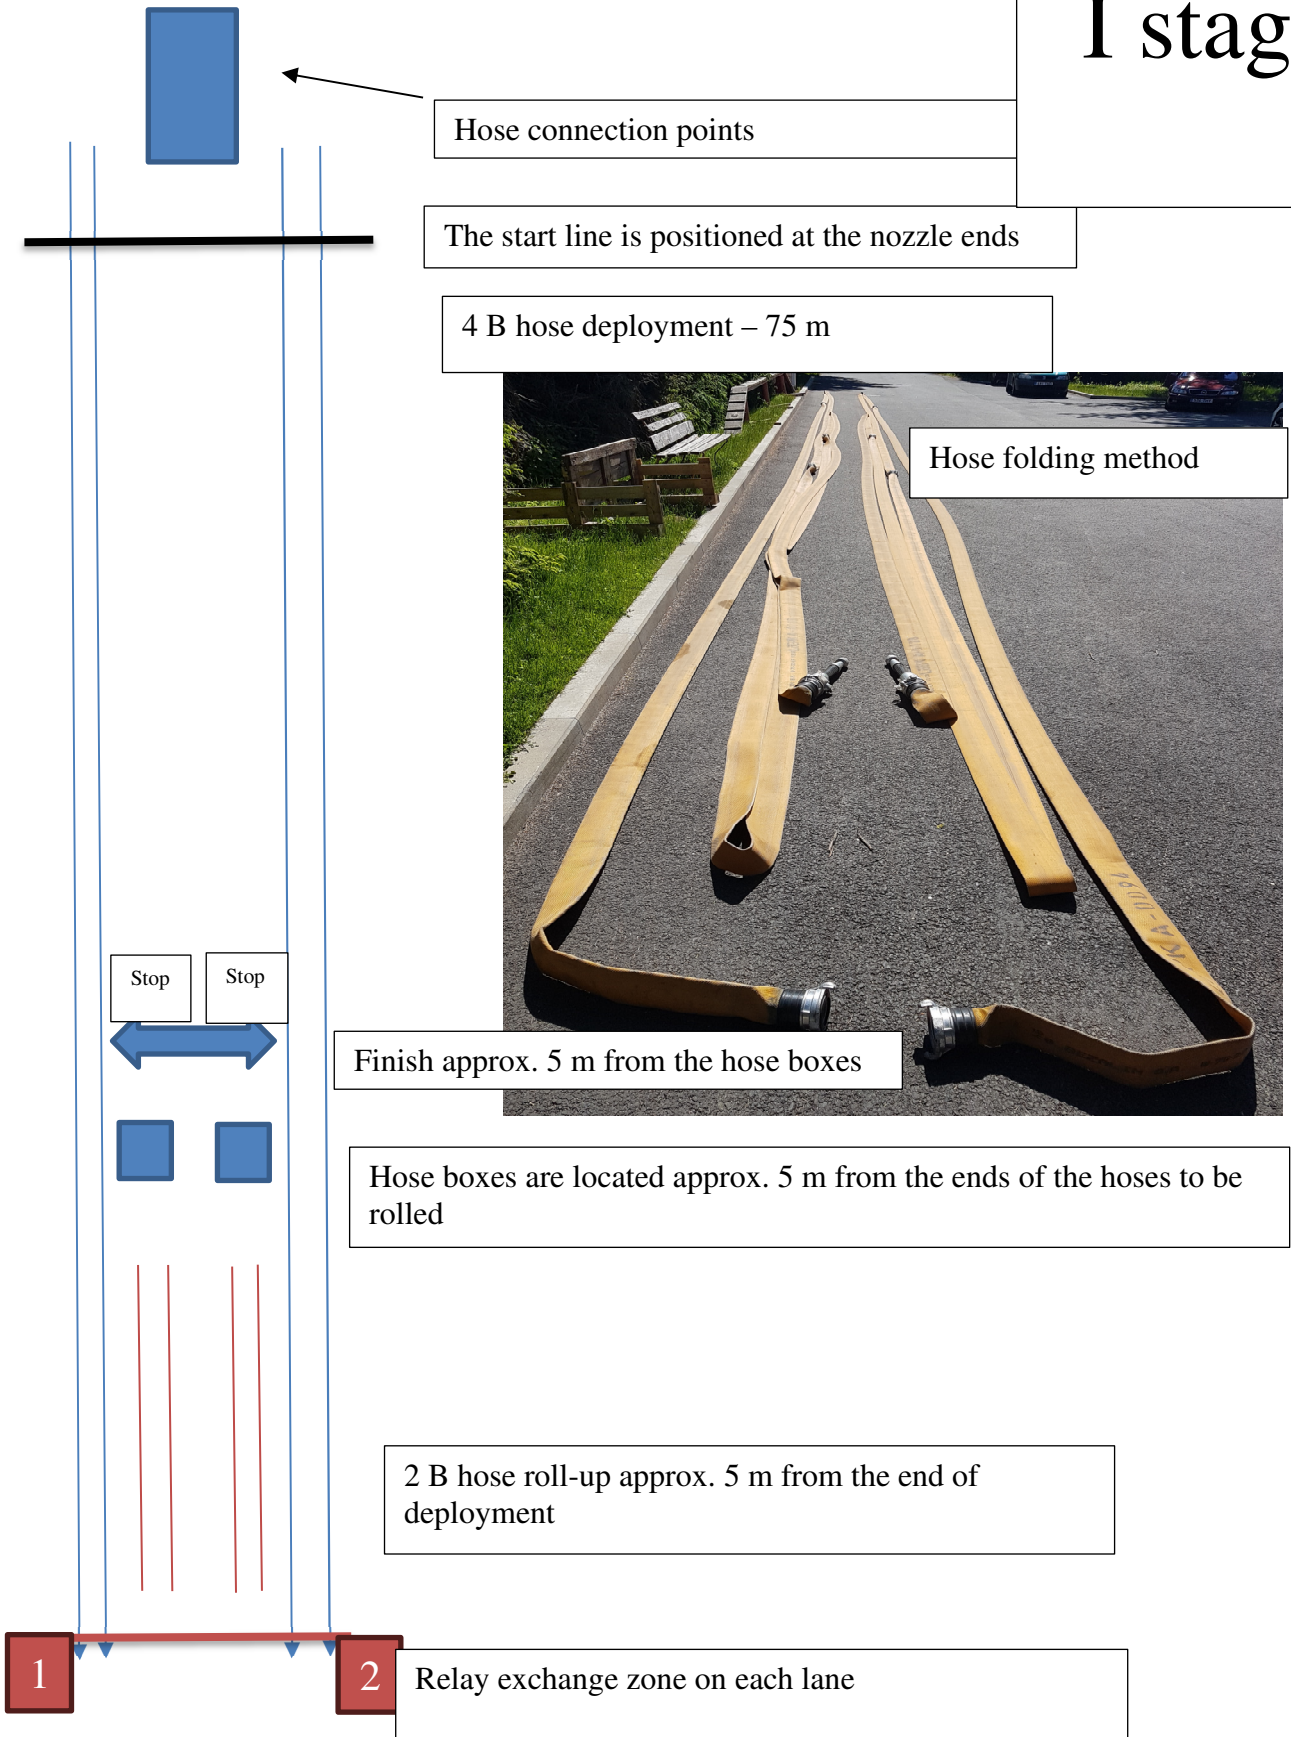 I stag
Hose connection points
The start line is positioned at the nozzle ends
4 B hose deployment – 75 m
Hose folding method
KA-0096
Stop
Stop
Finish approx. 5 m from the hose boxes
Hose boxes are located approx. 5 m from the ends of the hoses to be
rolled
2 B hose roll-up approx. 5 m from the end of
deployment
1
2
Relay exchange zone on each lane